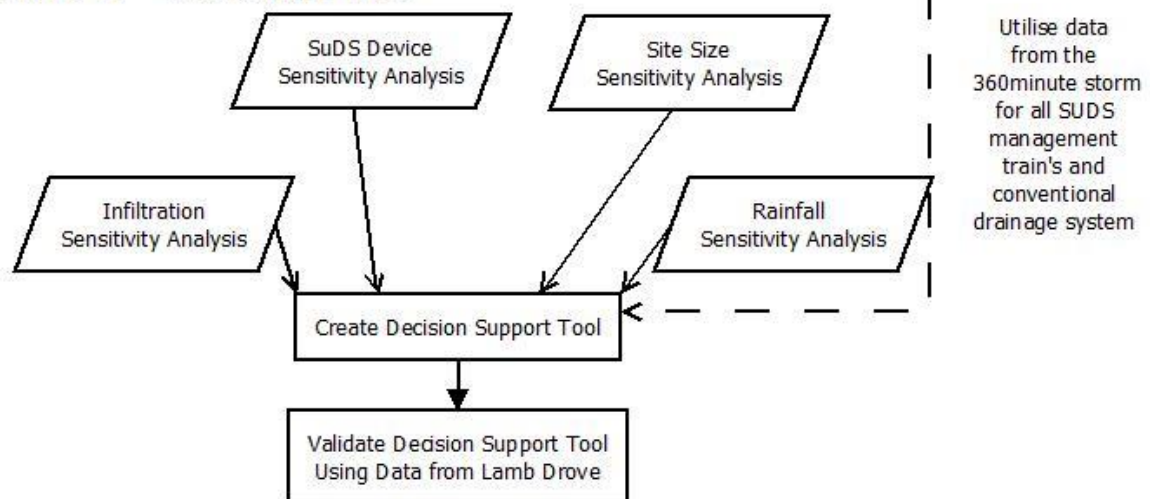 SuDS Device
Sensitivity Analysis
Site Size
Sensitivity Analysis
Utilise data
from the
360minute storm
for all SUDS
management
train's and
conventional
drainage system
Infiltration
Sensitivity Analysis
Rainfall
Sensitivity Analysis
Create Decision Support Tool
Validate Decision Support Tool
Using Data from Lamb Drove